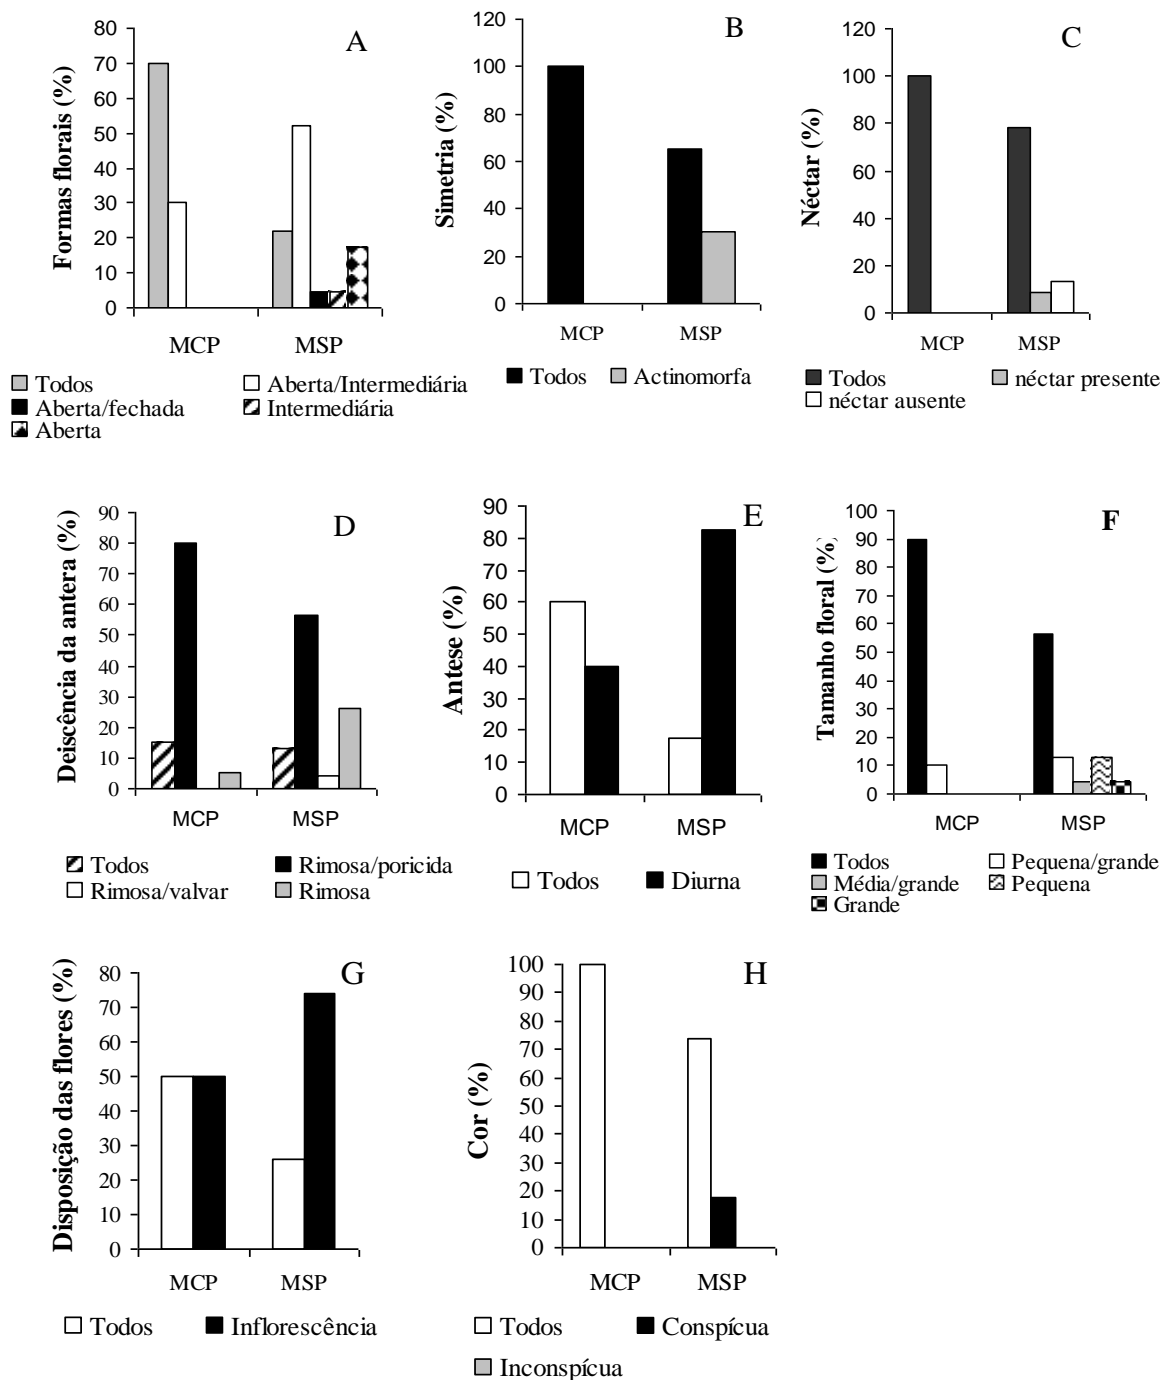 A
Formas florais (%)
80
70
60
50
40
30
20
10
0
MCP MSP
Todos Aberta/Intermediária
Aberta/fechada Intermediária
Aberta
B
Simetria (%)
120
100
80
60
40
20
0
MCP MSP
Todos Actinomorfa
C
Néctar (%)
120
100
80
60
40
20
0
MCP MSP
Todos néctar presente
néctar ausente
D
Deiscência da antera (%)
90
80
70
60
50
40
30
20
10
0
MCP MSP
Todos Rimosa/poricida
Rimosa/valvar Rimosa
E
Antese (%)
90
80
70
60
50
40
30
20
10
0
MCP MSP
Todos Diurna
F
Tamanho floral (%)
100
90
80
70
60
50
40
30
20
10
0
MCP MSP
Todos Pequena/grande
Média/grande Pequena
Grande
G
Disposição das flores (%)
80
70
60
50
40
30
20
10
0
MCP MSP
Todos Inflorescência
H
Cor (%)
100
90
80
70
60
50
40
30
20
10
0
MCP MSP
Todos Conspícua
Inconspícua